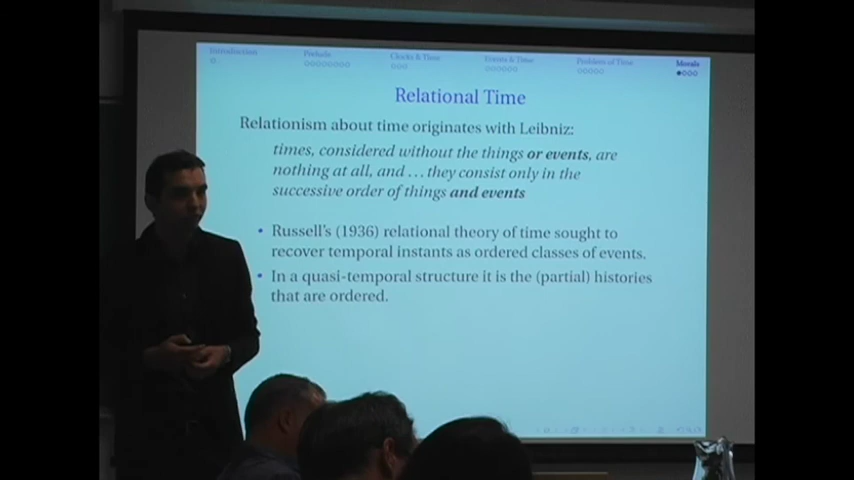 Introduction Prelude Clocks & Time Events & Time Problem of Time Morals
Relational Time
Relationism about time originates with Leibniz:
times, considered without the things or events, are
nothing at all, and … they consist only in the
successive order of things and events
• Russell's (1936) relational theory of time sought to
recover temporal instants as ordered classes of events.
• In a quasi-temporal structure it is the (partial) histories
that are ordered.